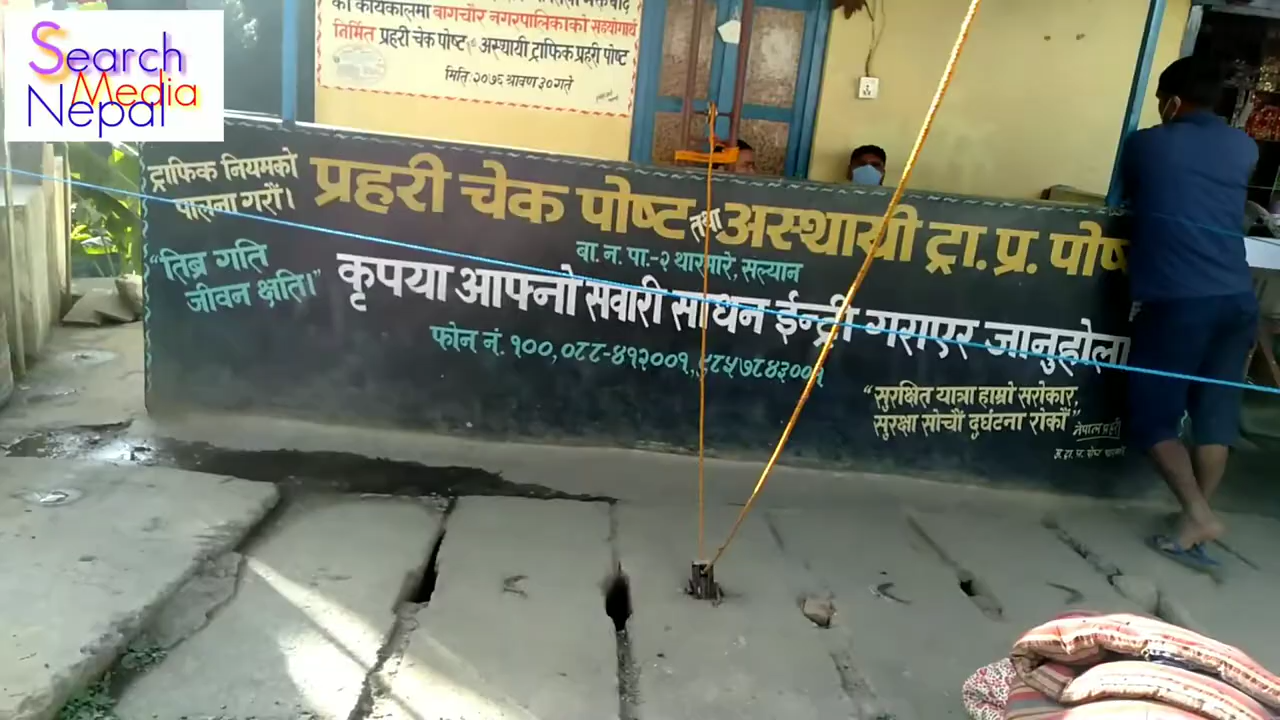 Search
Media
Nepal
को कार्यकालमा बागचौर नगरपालिकाको सहयोगार्थ
निर्मित प्रहरी चेक पोष्ट एवं अस्थायी ट्राफिक प्रहरी पोष्ट
मिति: २०७६ श्रावण ३० गते
ट्राफिक नियमको
पालना गरौं।
प्रहरी चेक पोष्ट तथा अस्थायी ट्रा. प्र. पोष्
बा. न. पा.-२ थारमारे, सल्यान
"तिब्र गति
जीवन क्षति।"
कृपया आफ्नो सवारी साधन ईन्ट्री गराएर जानुहोला
फोन नं. १००, ०८८-४१२००१, ९८५७८४३००१
"सुरक्षित यात्रा हाम्रो सरोकार,
सुरक्षा सोचौं दुर्घटना रोकौं"
नेपाल प्रहरी